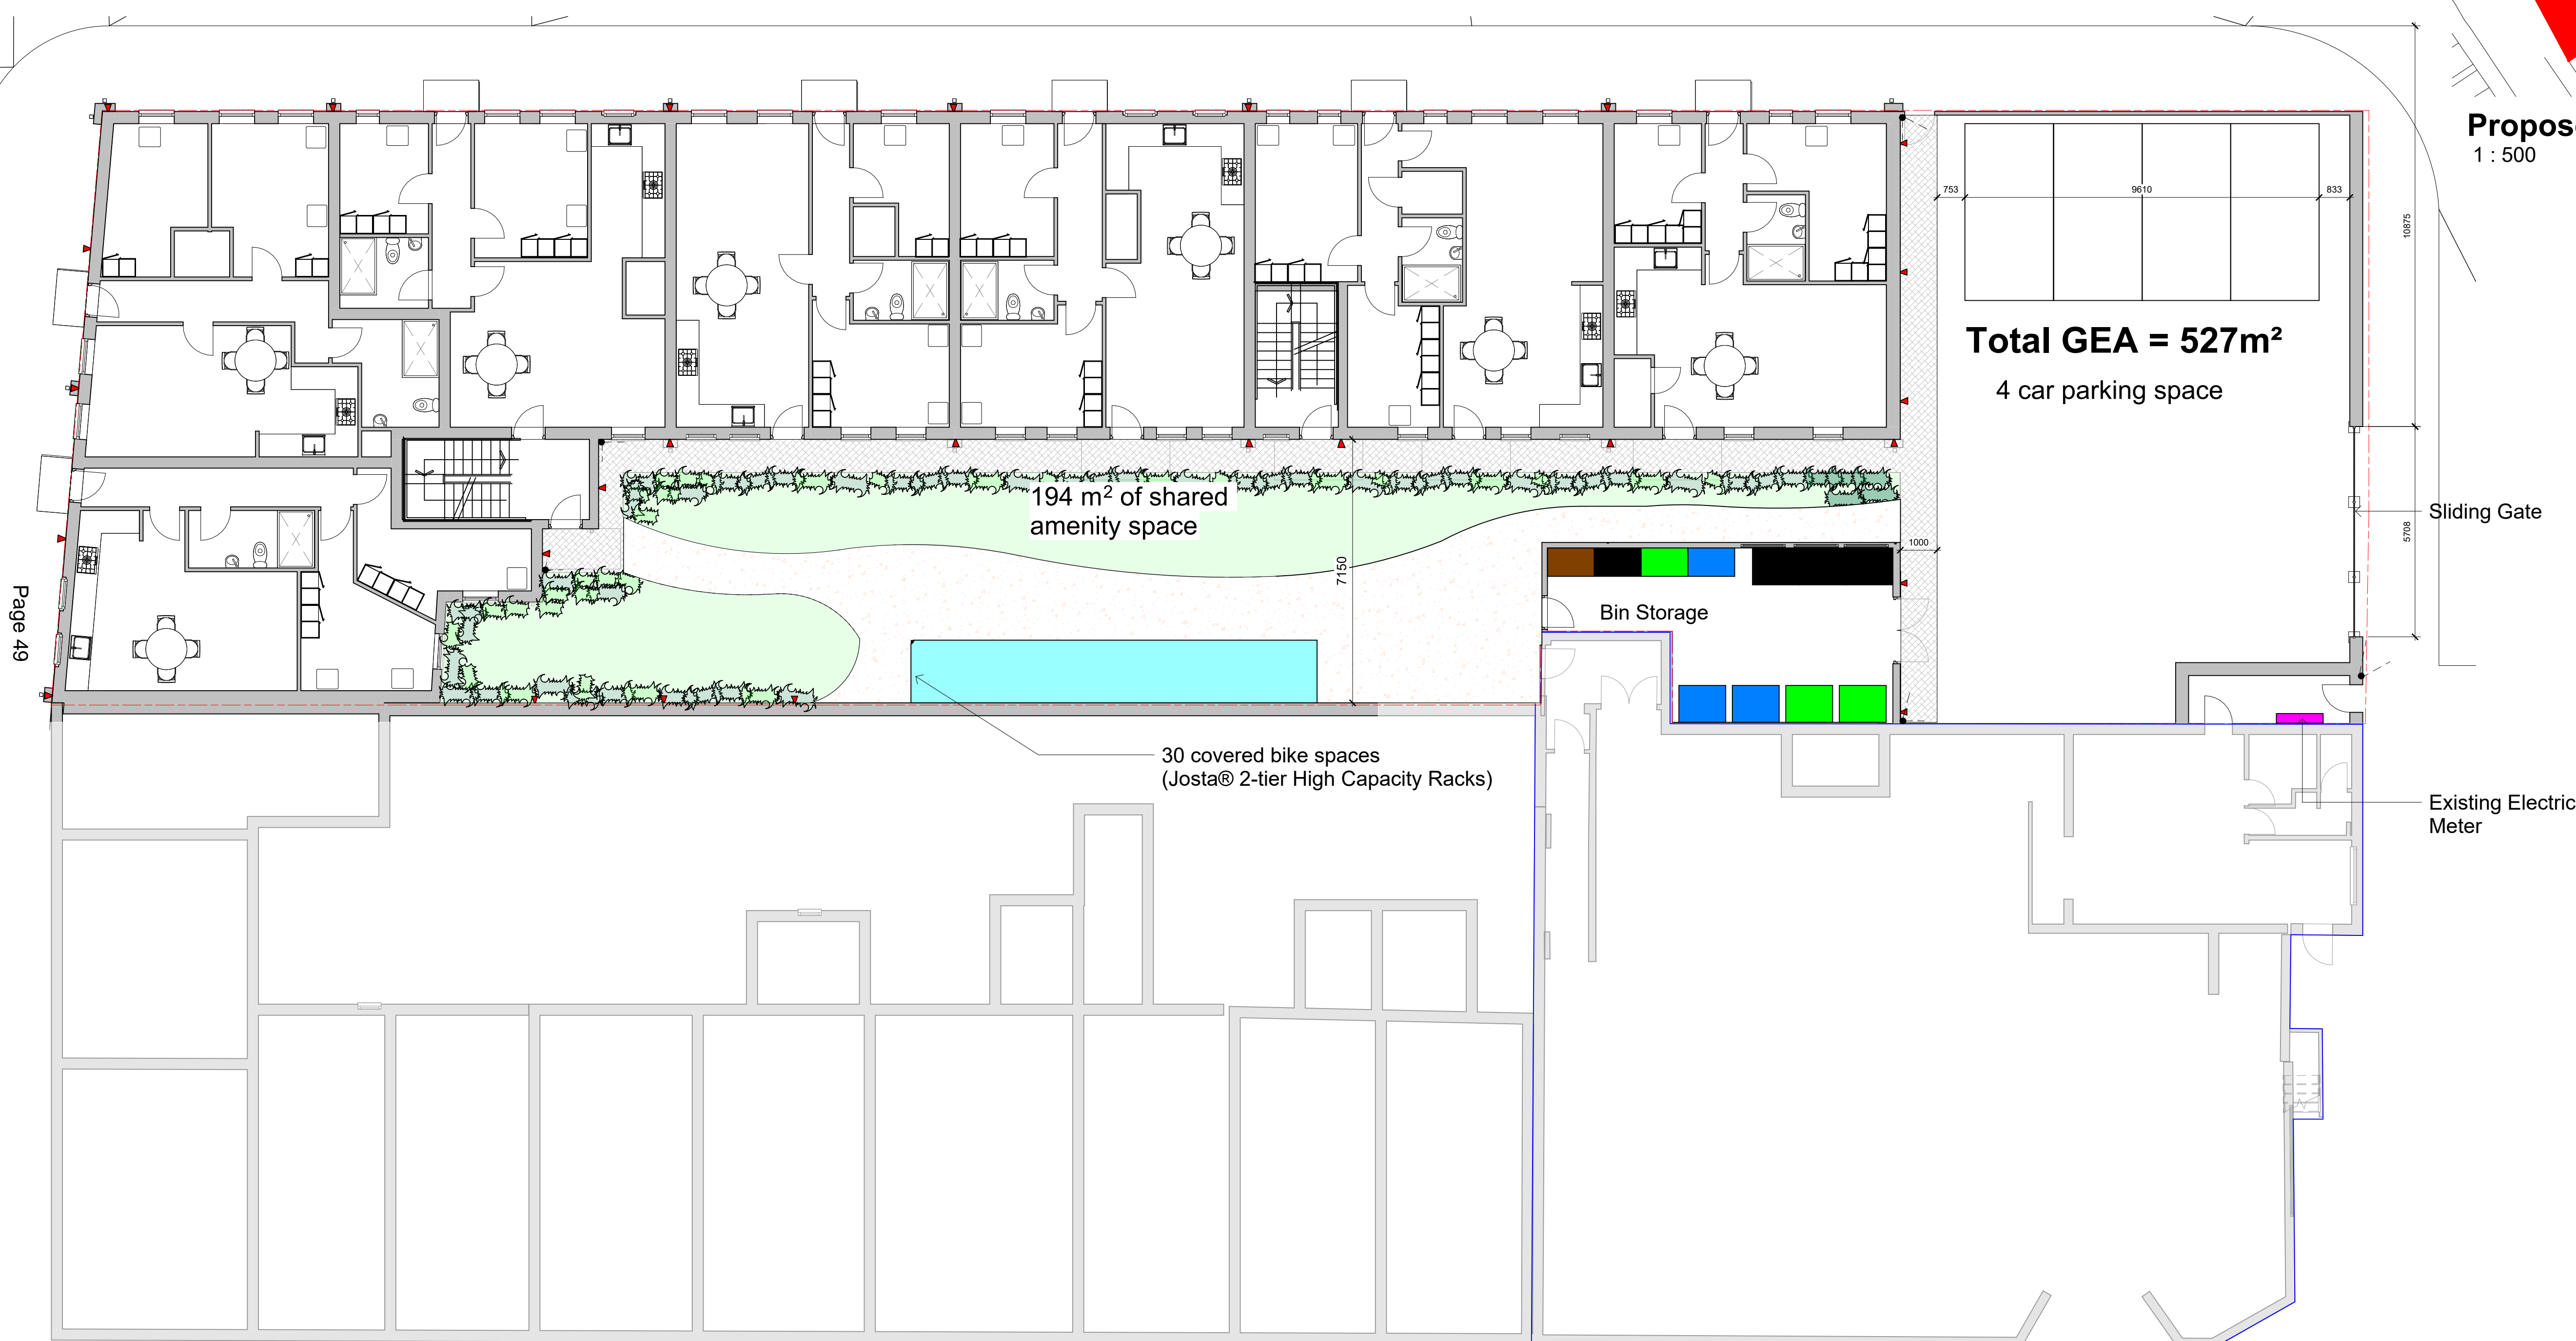 Propos
1 : 500
753
9610
833
10875
Total GEA = 527m²
4 car parking space
194 m² of shared
amenity space
Sliding Gate
5708
1000
7150
Bin Storage
Page 49
30 covered bike spaces
(Josta® 2-tier High Capacity Racks)
Existing Electric
Meter